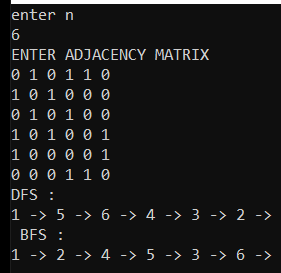 enter n
6
ENTER ADJACENCY MATRIX
0 1 0 1 1 0
1 0 1 0 0 0
0 1 0 1 0 0
1 0 1 0 0 1
1 0 0 0 0 1
0 0 0 1 1 0
DFS :
1 -> 5 -> 6 -> 4 -> 3 -> 2 ->
BFS :
1 -> 2 -> 4 -> 5 -> 3 -> 6 ->